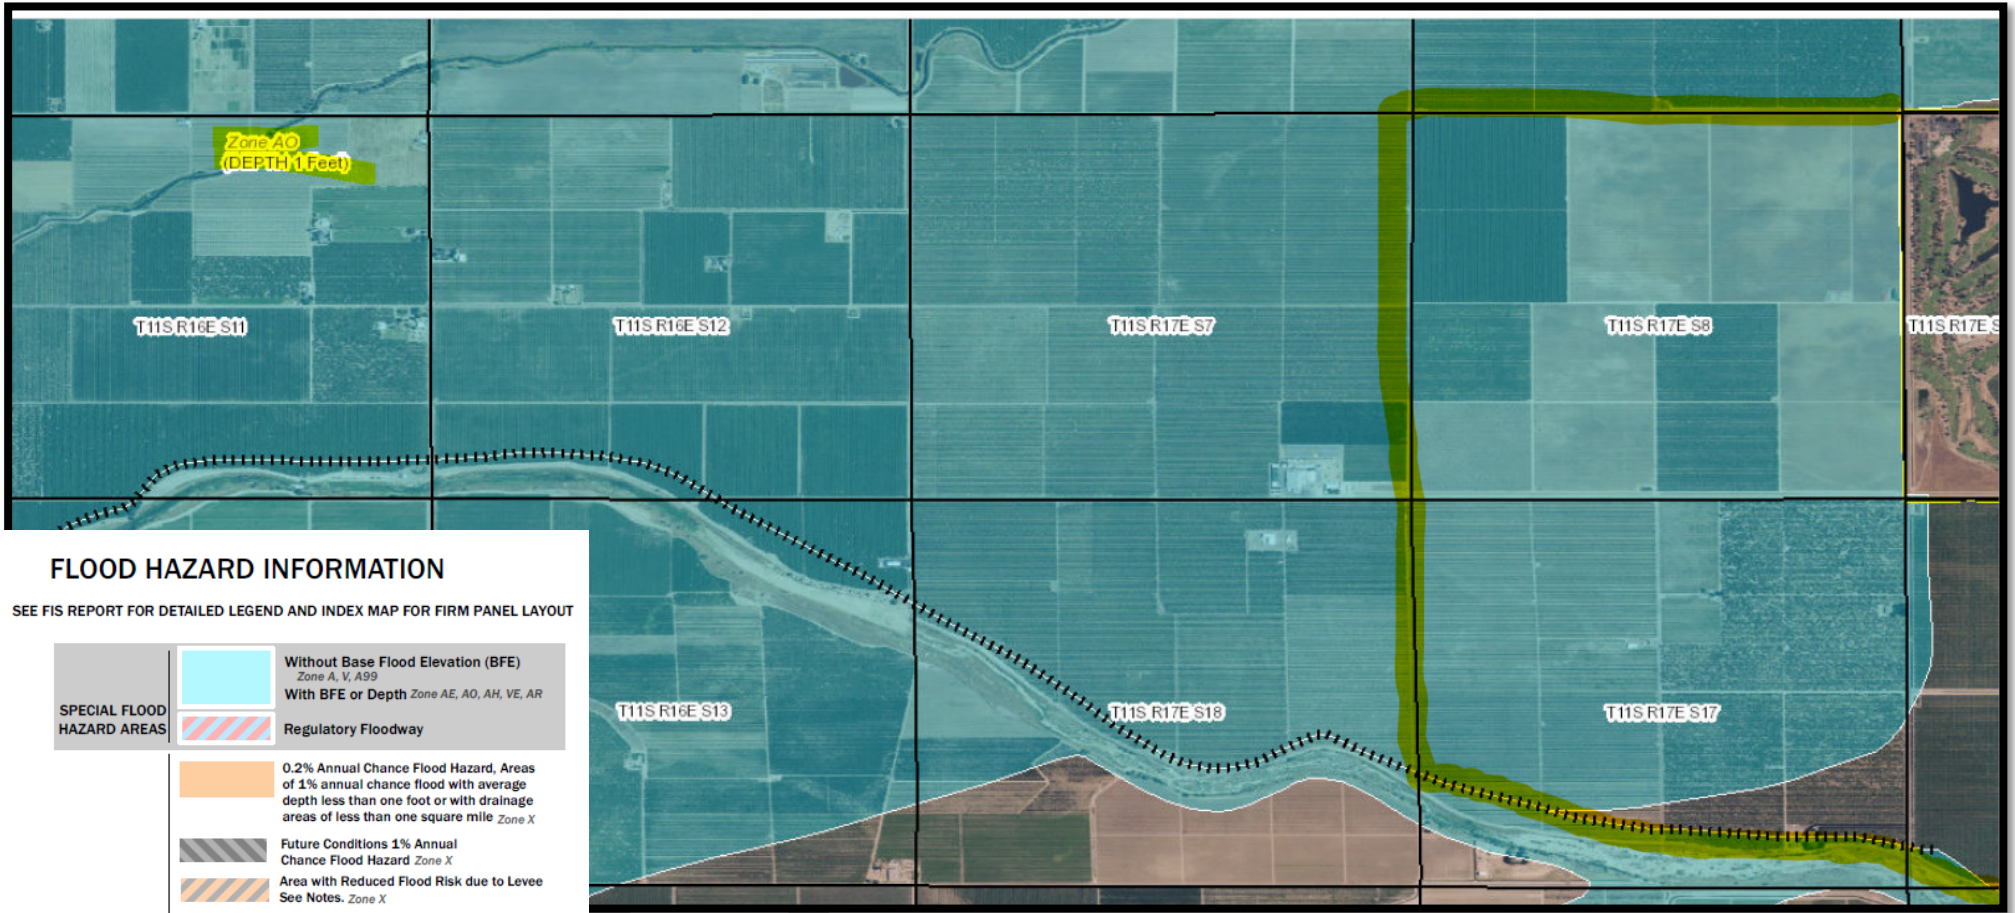 Zone AO
(DEPTH 1 Feet)
T11S R16E S11
T11S R16E S12
T11S R17E S7
T11S R17E S8
T11S R17E S
T11S R16E S13
T11S R17E S18
T11S R17E S17
FLOOD HAZARD INFORMATION
SEE FIS REPORT FOR DETAILED LEGEND AND INDEX MAP FOR FIRM PANEL LAYOUT
SPECIAL FLOOD
HAZARD AREAS
Without Base Flood Elevation (BFE)
Zone A, V, A99
With BFE or Depth Zone AE, AO, AH, VE, AR
Regulatory Floodway
0.2% Annual Chance Flood Hazard, Areas
of 1% annual chance flood with average
depth less than one foot or with drainage
areas of less than one square mile Zone X
Future Conditions 1% Annual
Chance Flood Hazard Zone X
Area with Reduced Flood Risk due to Levee
See Notes. Zone X